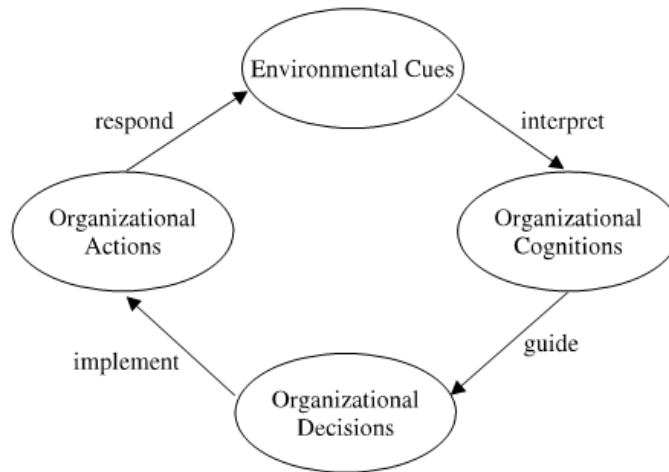 Environmental Cues
respond
interpret
Organizational
Actions
Organizational
Cognitions
implement
guide
Organizational
Decisions